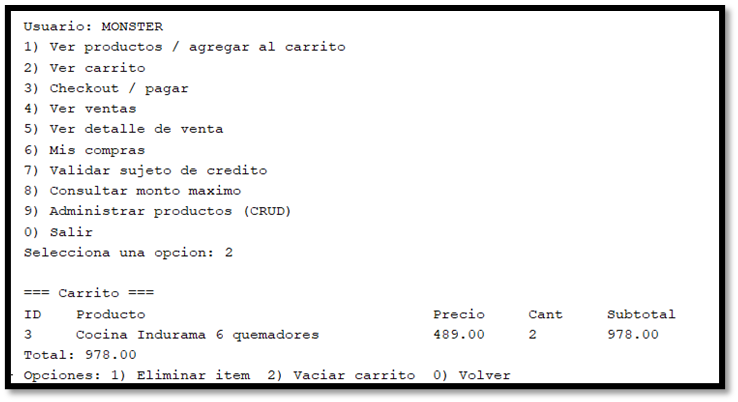 Usuario: MONSTER
1) Ver productos / agregar al carrito
2) Ver carrito
3) Checkout / pagar
4) Ver ventas
5) Ver detalle de venta
6) Mis compras
7) Validar sujeto de credito
8) Consultar monto maximo
9) Administrar productos (CRUD)
0) Salir
Selecciona una opcion: 2
=== Carrito ===
ID Producto Precio Cant Subtotal
3 Cocina Indurama 6 quemadores 489.00 2 978.00
Total: 978.00
Opciones: 1) Eliminar item 2) Vaciar carrito 0) Volver